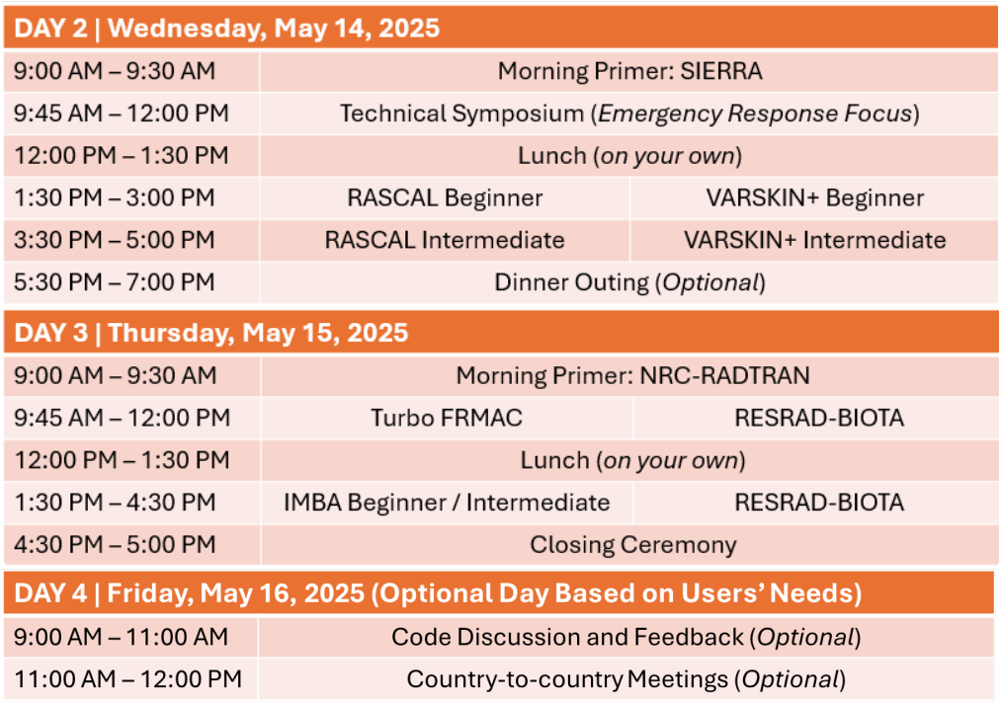 DAY 2 | Wednesday, May 14, 2025
9:00 AM – 9:30 AM Morning Primer: SIERRA
9:45 AM – 12:00 PM Technical Symposium (Emergency Response Focus)
12:00 PM – 1:30 PM Lunch (on your own)
1:30 PM – 3:00 PM RASCAL Beginner VARSKIN+ Beginner
3:30 PM – 5:00 PM RASCAL Intermediate VARSKIN+ Intermediate
5:30 PM – 7:00 PM Dinner Outing (Optional)
DAY 3 | Thursday, May 15, 2025
9:00 AM – 9:30 AM Morning Primer: NRC-RADTRAN
9:45 AM – 12:00 PM Turbo FRMAC RESRAD-BIOTA
12:00 PM – 1:30 PM Lunch (on your own)
1:30 PM – 4:30 PM IMBA Beginner / Intermediate RESRAD-BIOTA
4:30 PM – 5:00 PM Closing Ceremony
DAY 4 | Friday, May 16, 2025 (Optional Day Based on Users’ Needs)
9:00 AM – 11:00 AM Code Discussion and Feedback (Optional)
11:00 AM – 12:00 PM Country-to-country Meetings (Optional)